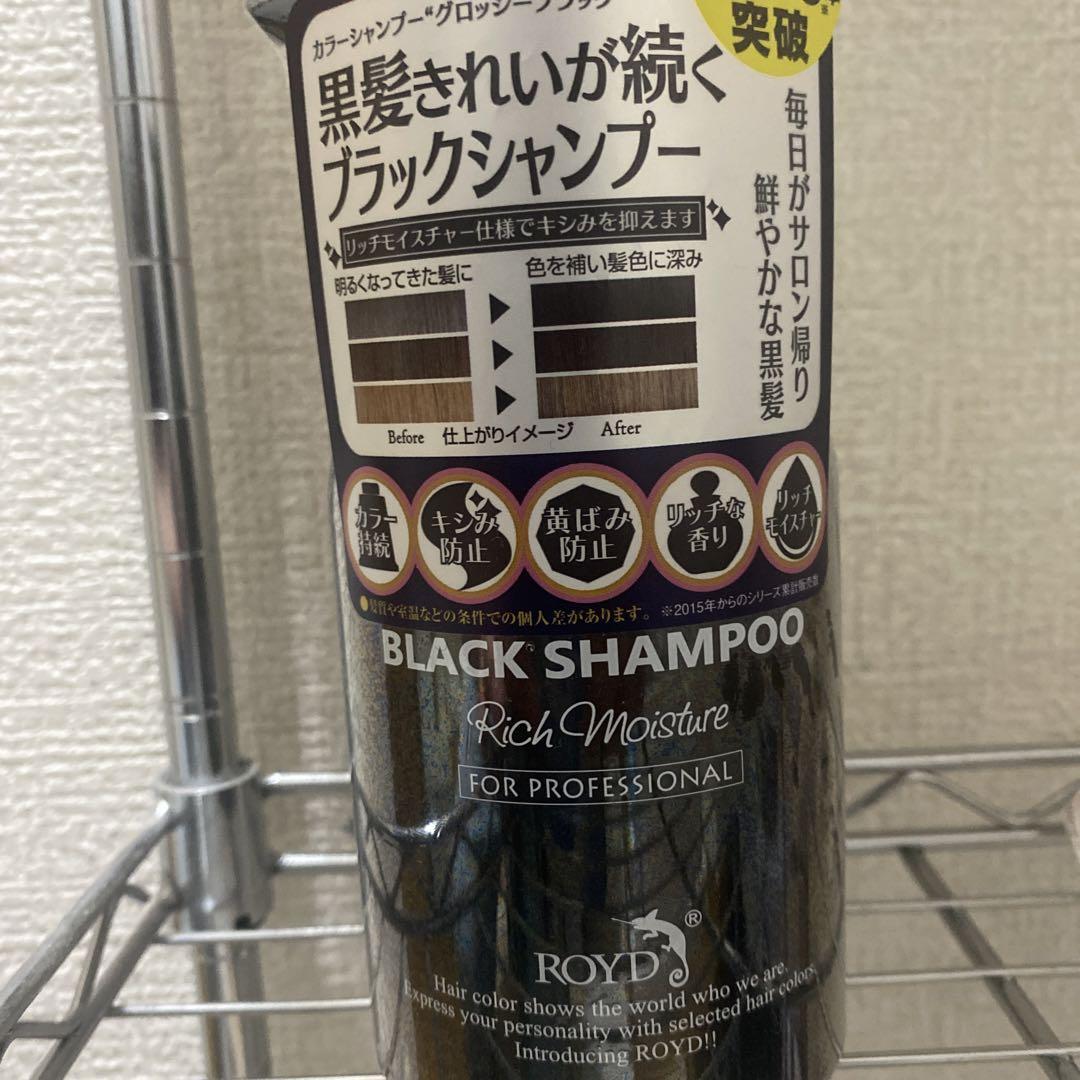 カラーシャンプー“グロッシーブラック
突破
黒髪きれいが続く
ブラックシャンプー
毎日がサロン帰り
鮮やかな黒髪
リッチモイスチャー仕様でキシみを抑えます
明るくなってきた髪に
色を補い髪色に深み
Before 仕上がりイメージ After
カラー
持続
キシみ
防止
黄ばみ
防止
リッチな
香り
リッチ
モイスチャー
●髪質や室温などの条件での個人差があります。 ※2015年からのシリーズ累計販売数
BLACK SHAMPOO
Rich Moisture
FOR PROFESSIONAL
ROYD®
Hair color shows the world who we are,
Express your personality with selected hair colors.
Introducing ROYD!!